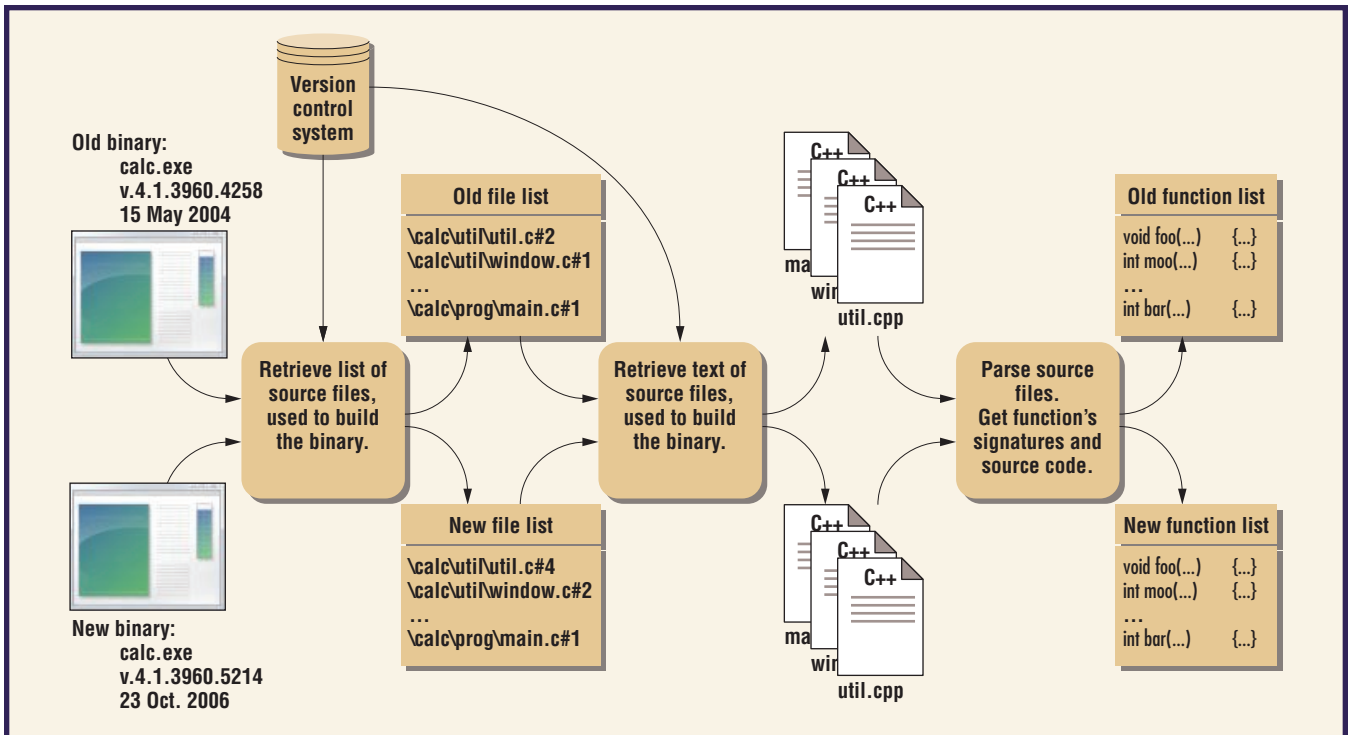 Version
control
system
Old binary:
calc.exe
v.4.1.3960.4258
15 May 2004
Old file list
\calc\util\util.c#2
\calc\util\window.c#1
...
\calc\prog\main.c#1
C++
C++
C++
ma
wir
util.cpp
Old function list
void foo(...) {...}
int moo(...) {...}
...
int bar(...) {...}
Retrieve list of
source files,
used to build
the binary.
Retrieve text of
source files,
used to build
the binary.
Parse source
files.
Get function's
signatures and
source code.
New binary:
calc.exe
v.4.1.3960.5214
23 Oct. 2006
New file list
\calc\util\util.c#4
\calc\util\window.c#2
...
\calc\prog\main.c#1
C++
C++
C++
ma
wir
util.cpp
New function list
void foo(...) {...}
int moo(...) {...}
...
int bar(...) {...}